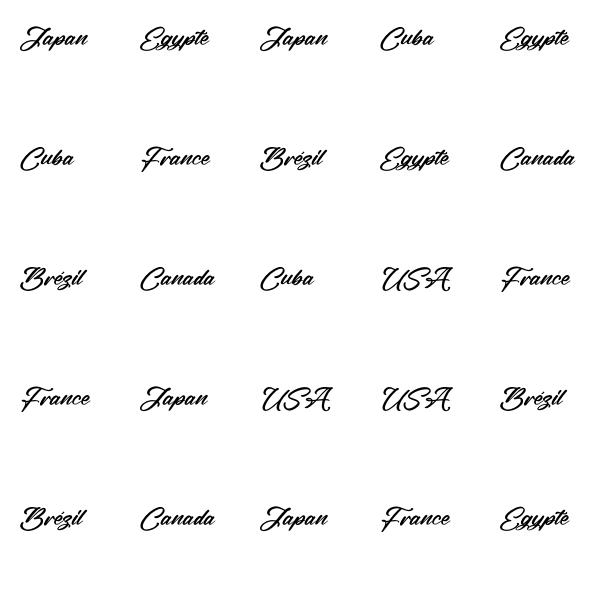 Japan Egypte Japan Cuba Egypte
Cuba France Brézil Egypte Canada
Brézil Canada Cuba USA France
France Japan USA USA Brézil
Brézil Canada Japan France Egypte